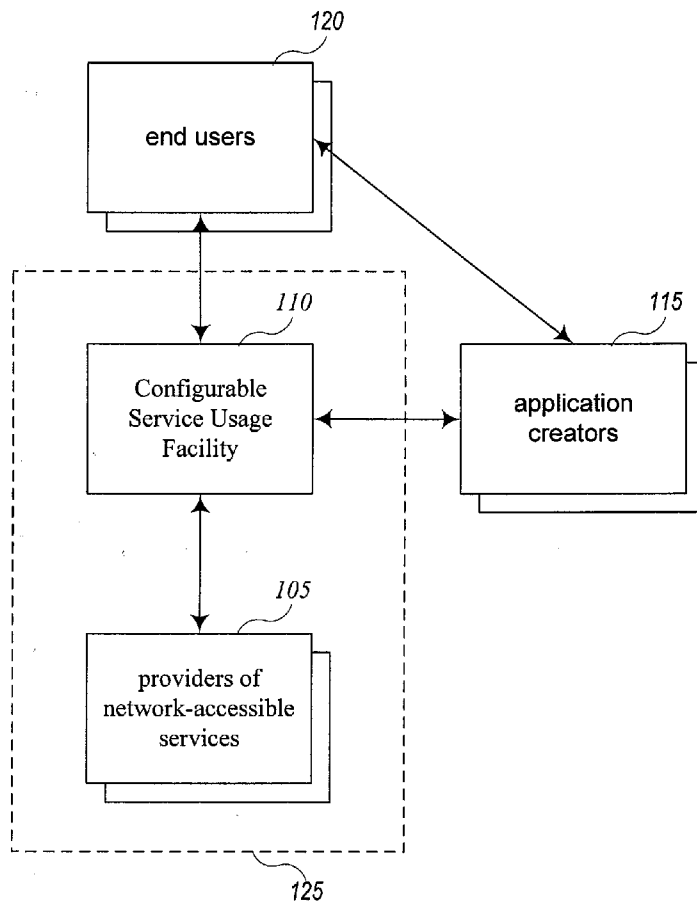 120
end users
110
Configurable
Service Usage
Facility
115
application
creators
105
providers of
network-accessible
services
125